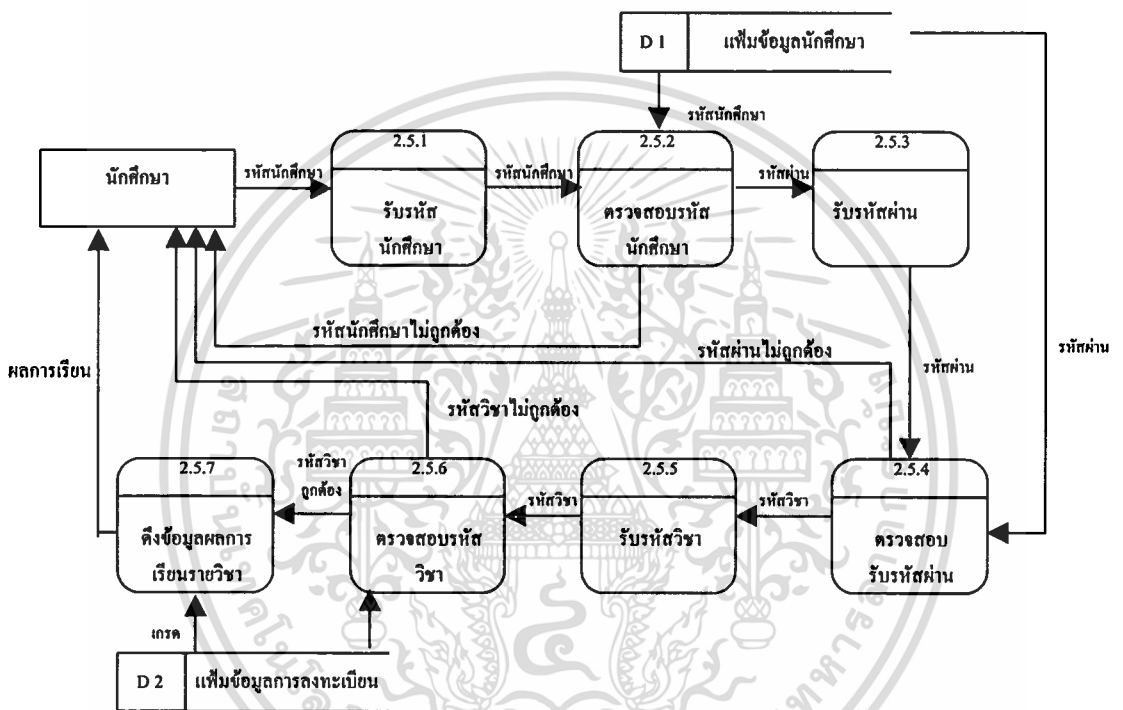 D 1 แฟ้มข้อมูลนักศึกษา
รหัสนักศึกษา
2.5.1
2.5.2
2.5.3
นักศึกษา
รหัสนักศึกษา
รหัสนักศึกษา
รหัสผ่าน
รับรหัส
นักศึกษา
ตรวจสอบรหัส
นักศึกษา
รับรหัสผ่าน
รหัสนักศึกษาไม่ถูกต้อง
รหัสผ่านไม่ถูกต้อง
รหัสผ่าน
ผลการเรียน
รหัสผ่าน
รหัสวิชาไม่ถูกต้อง
2.5.7
รหัสวิชา
ถูกต้อง
2.5.6
2.5.5
2.5.4
รหัสวิชา
รหัสวิชา
ดึงข้อมูลผลการ
เรียนรายวิชา
ตรวจสอบรหัส
วิชา
รับรหัสวิชา
ตรวจสอบ
รับรหัสผ่าน
เกรด
D 2 แฟ้มข้อมูลการลงทะเบียน